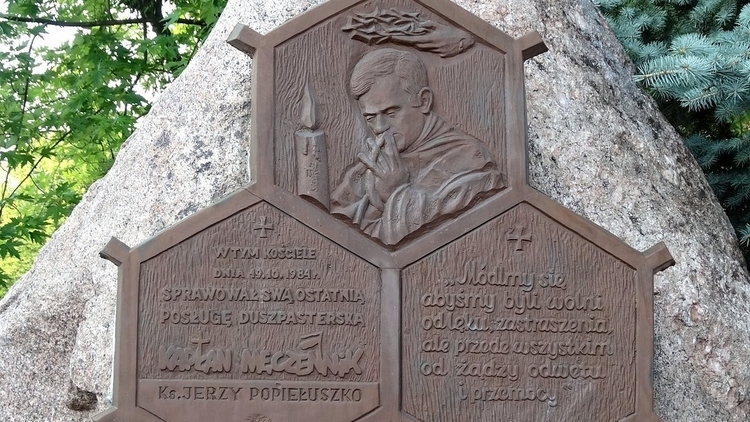 W TYM KOŚCIELE
DNIA 19.10.1984 r.
SPRAWOWAŁ SWĄ OSTATNIĄ
POSŁUGĘ DUSZPASTERSKĄ
KAPŁAN MĘCZENNIK
Ks. JERZY POPIEŁUSZKO
„Módlmy się
abyśmy byli wolni
od lęku, zastraszenia,
ale przede wszystkim
od żądzy odwetu
i przemocy"